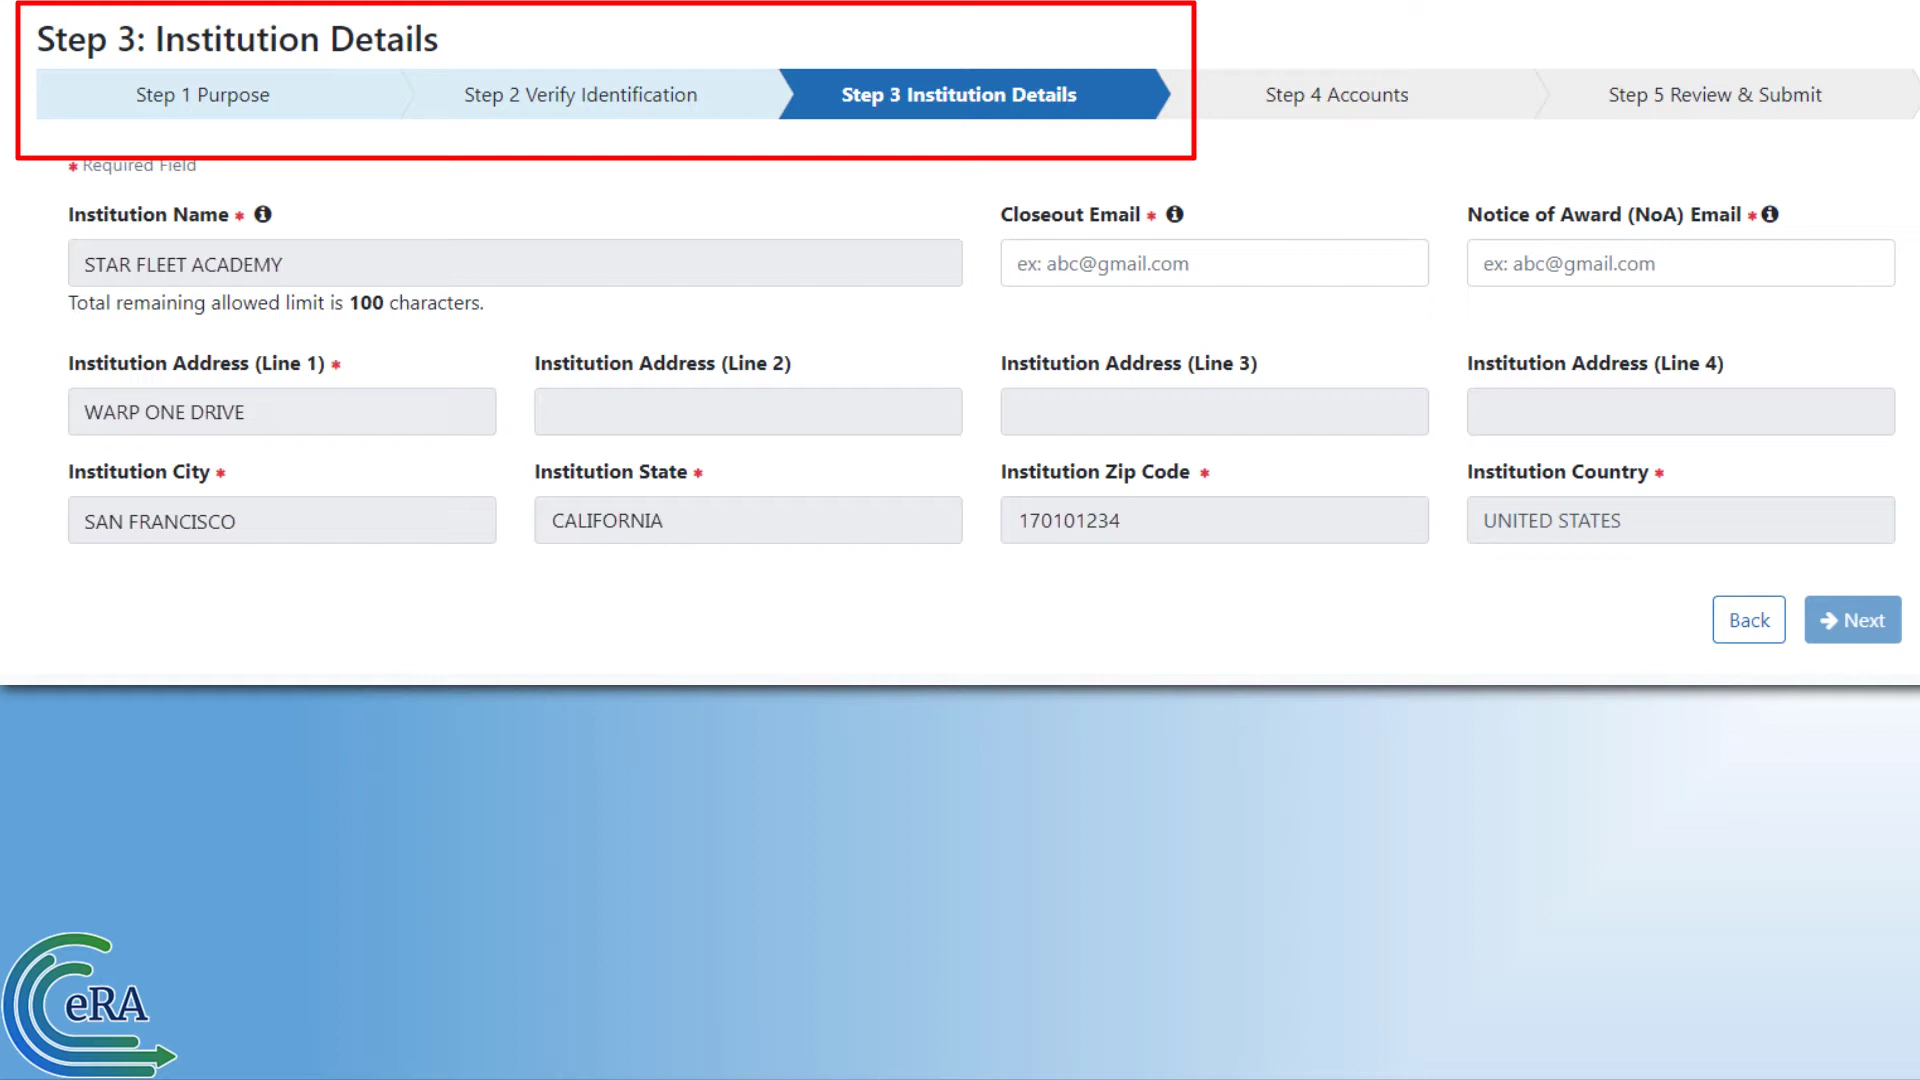 Step 3: Institution Details
Step 1 Purpose
Step 2 Verify Identification
Step 3 Institution Details
Step 4 Accounts
Step 5 Review & Submit
* Required Field
Institution Name *
Closeout Email *
Notice of Award (NoA) Email *
STAR FLEET ACADEMY
ex: abc@gmail.com
ex: abc@gmail.com
Total remaining allowed limit is 100 characters.
Institution Address (Line 1) *
Institution Address (Line 2)
Institution Address (Line 3)
Institution Address (Line 4)
WARP ONE DRIVE
Institution City *
Institution State *
Institution Zip Code *
Institution Country *
SAN FRANCISCO
CALIFORNIA
170101234
UNITED STATES
Back
Next
eRA